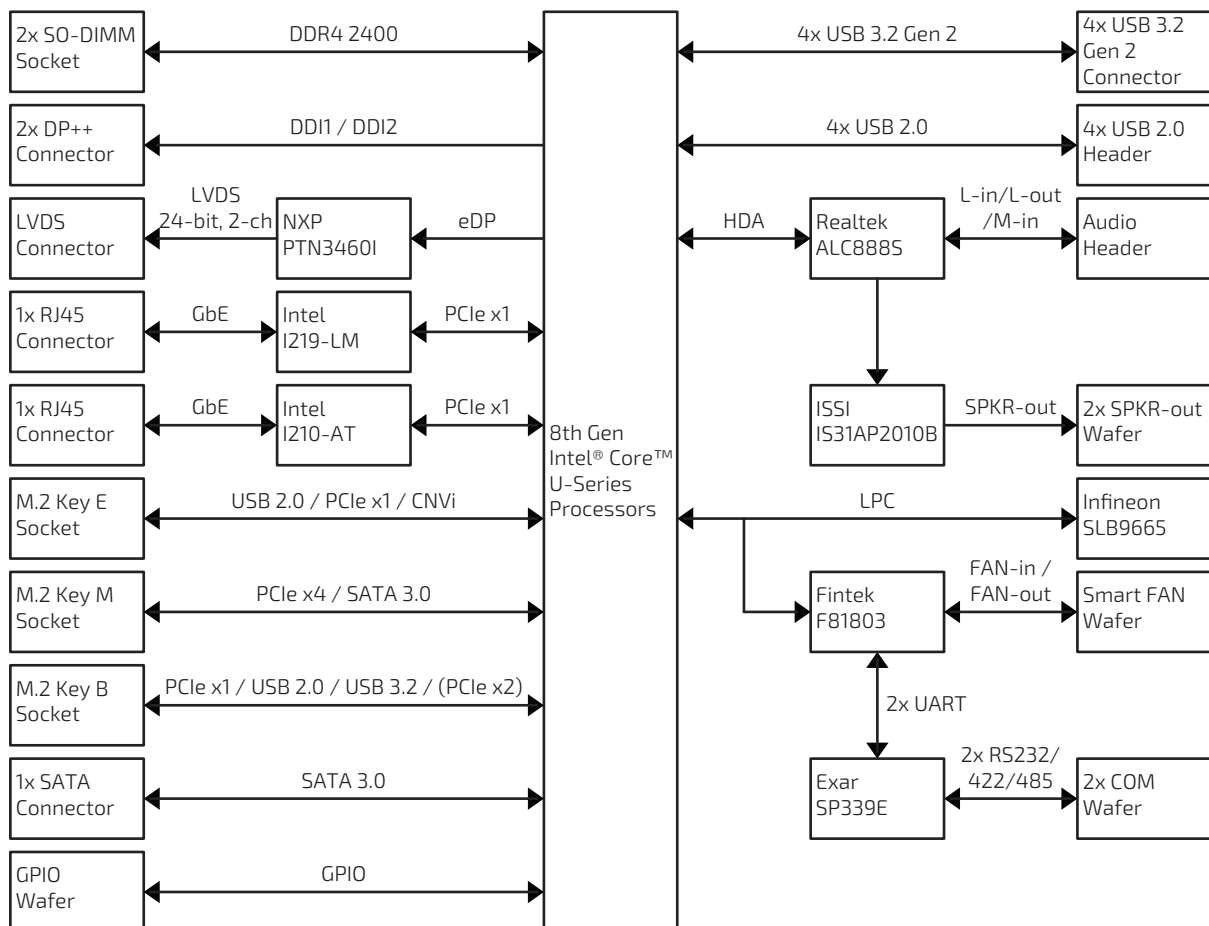 2x SO-DIMM
Socket
DDR4 2400
2x DP++
Connector
DDI1 / DDI2
LVDS
Connector
LVDS
24-bit, 2-ch
NXP
PTN3460I
eDP
1x RJ45
Connector
GbE
Intel
I219-LM
PCIe x1
1x RJ45
Connector
GbE
Intel
I210-AT
PCIe x1
M.2 Key E
Socket
USB 2.0 / PCIe x1 / CNVi
M.2 Key M
Socket
PCIe x4 / SATA 3.0
M.2 Key B
Socket
PCIe x1 / USB 2.0 / USB 3.2 / (PCIe x2)
1x SATA
Connector
SATA 3.0
GPIO
Wafer
GPIO
8th Gen
Intel® Core™
U-Series
Processors
4x USB 3.2 Gen 2
4x USB 3.2
Gen 2
Connector
4x USB 2.0
4x USB 2.0
Header
HDA
Realtek
ALC888S
L-in/L-out
/M-in
Audio
Header
ISSI
IS31AP2010B
SPKR-out
2x SPKR-out
Wafer
LPC
Infineon
SLB9665
Fintek
F81803
FAN-in /
FAN-out
Smart FAN
Wafer
2x UART
Exar
SP339E
2x RS232/
422/485
2x COM
Wafer